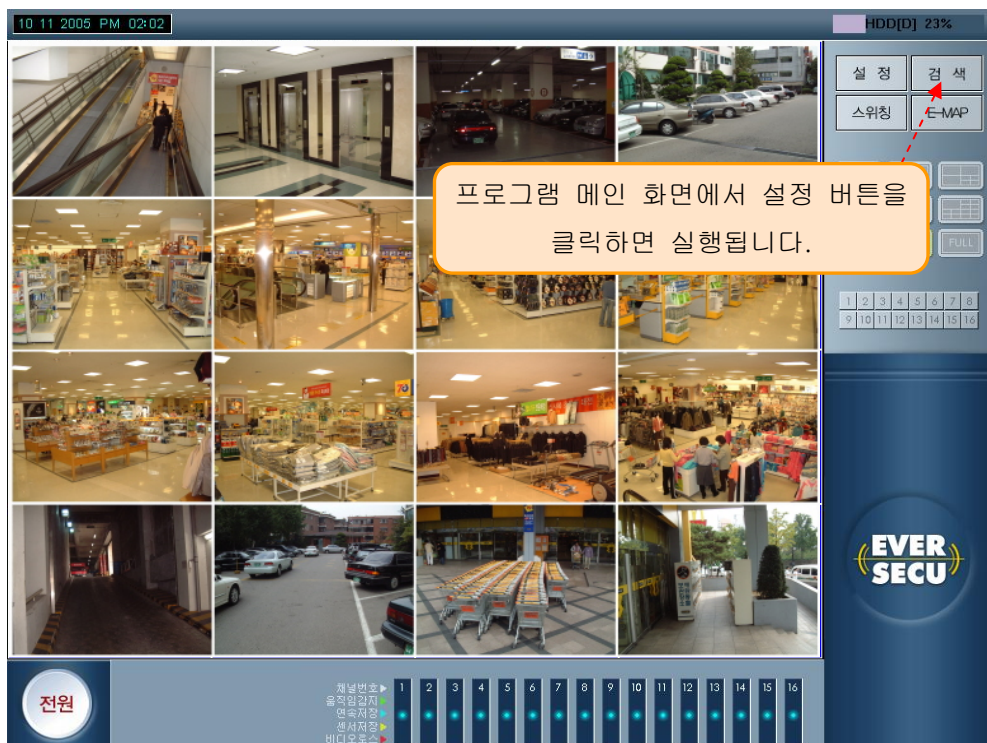 10 11 2005 PM 02:02
HDD[D] 23%
설 정
검 색
스위칭
E-MAP
프로그램 메인 화면에서 설정 버튼을
클릭하면 실행됩니다.
FULL
1 2 3 4 5 6 7 8
9 10 11 12 13 14 15 16
70
EVER
SECU
전원
채널번호 1 2 3 4 5 6 7 8 9 10 11 12 13 14 15 16
움직임감지
연속저장
센서저장
비디오로스